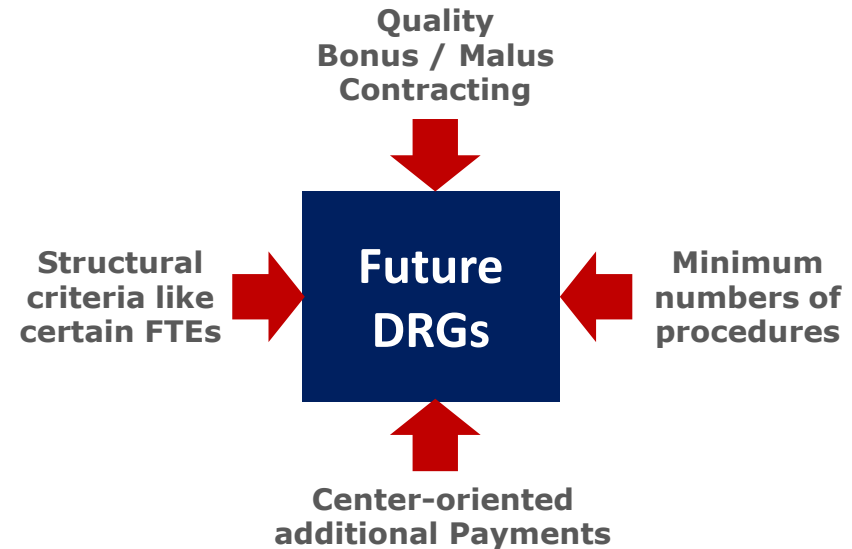 Quality
Bonus / Malus
Contracting
Structural
criteria like
certain FTEs
Future
DRGs
Minimum
numbers of
procedures
Center-oriented
additional Payments